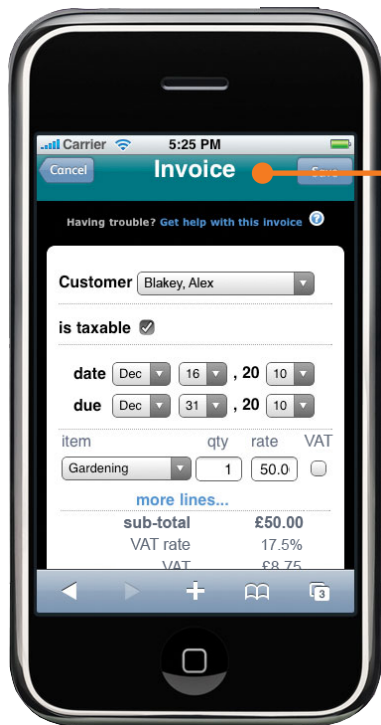 Carrier 5:25 PM
Cancel Invoice Save
Having trouble? Get help with this invoice ?
Customer Blakey, Alex
is taxable
date Dec 16 , 20 10
due Dec 31 , 20 10
item qty rate VAT
Gardening 1 50.0
more lines...
sub-total £50.00
VAT rate 17.5%
VAT £8.75
3